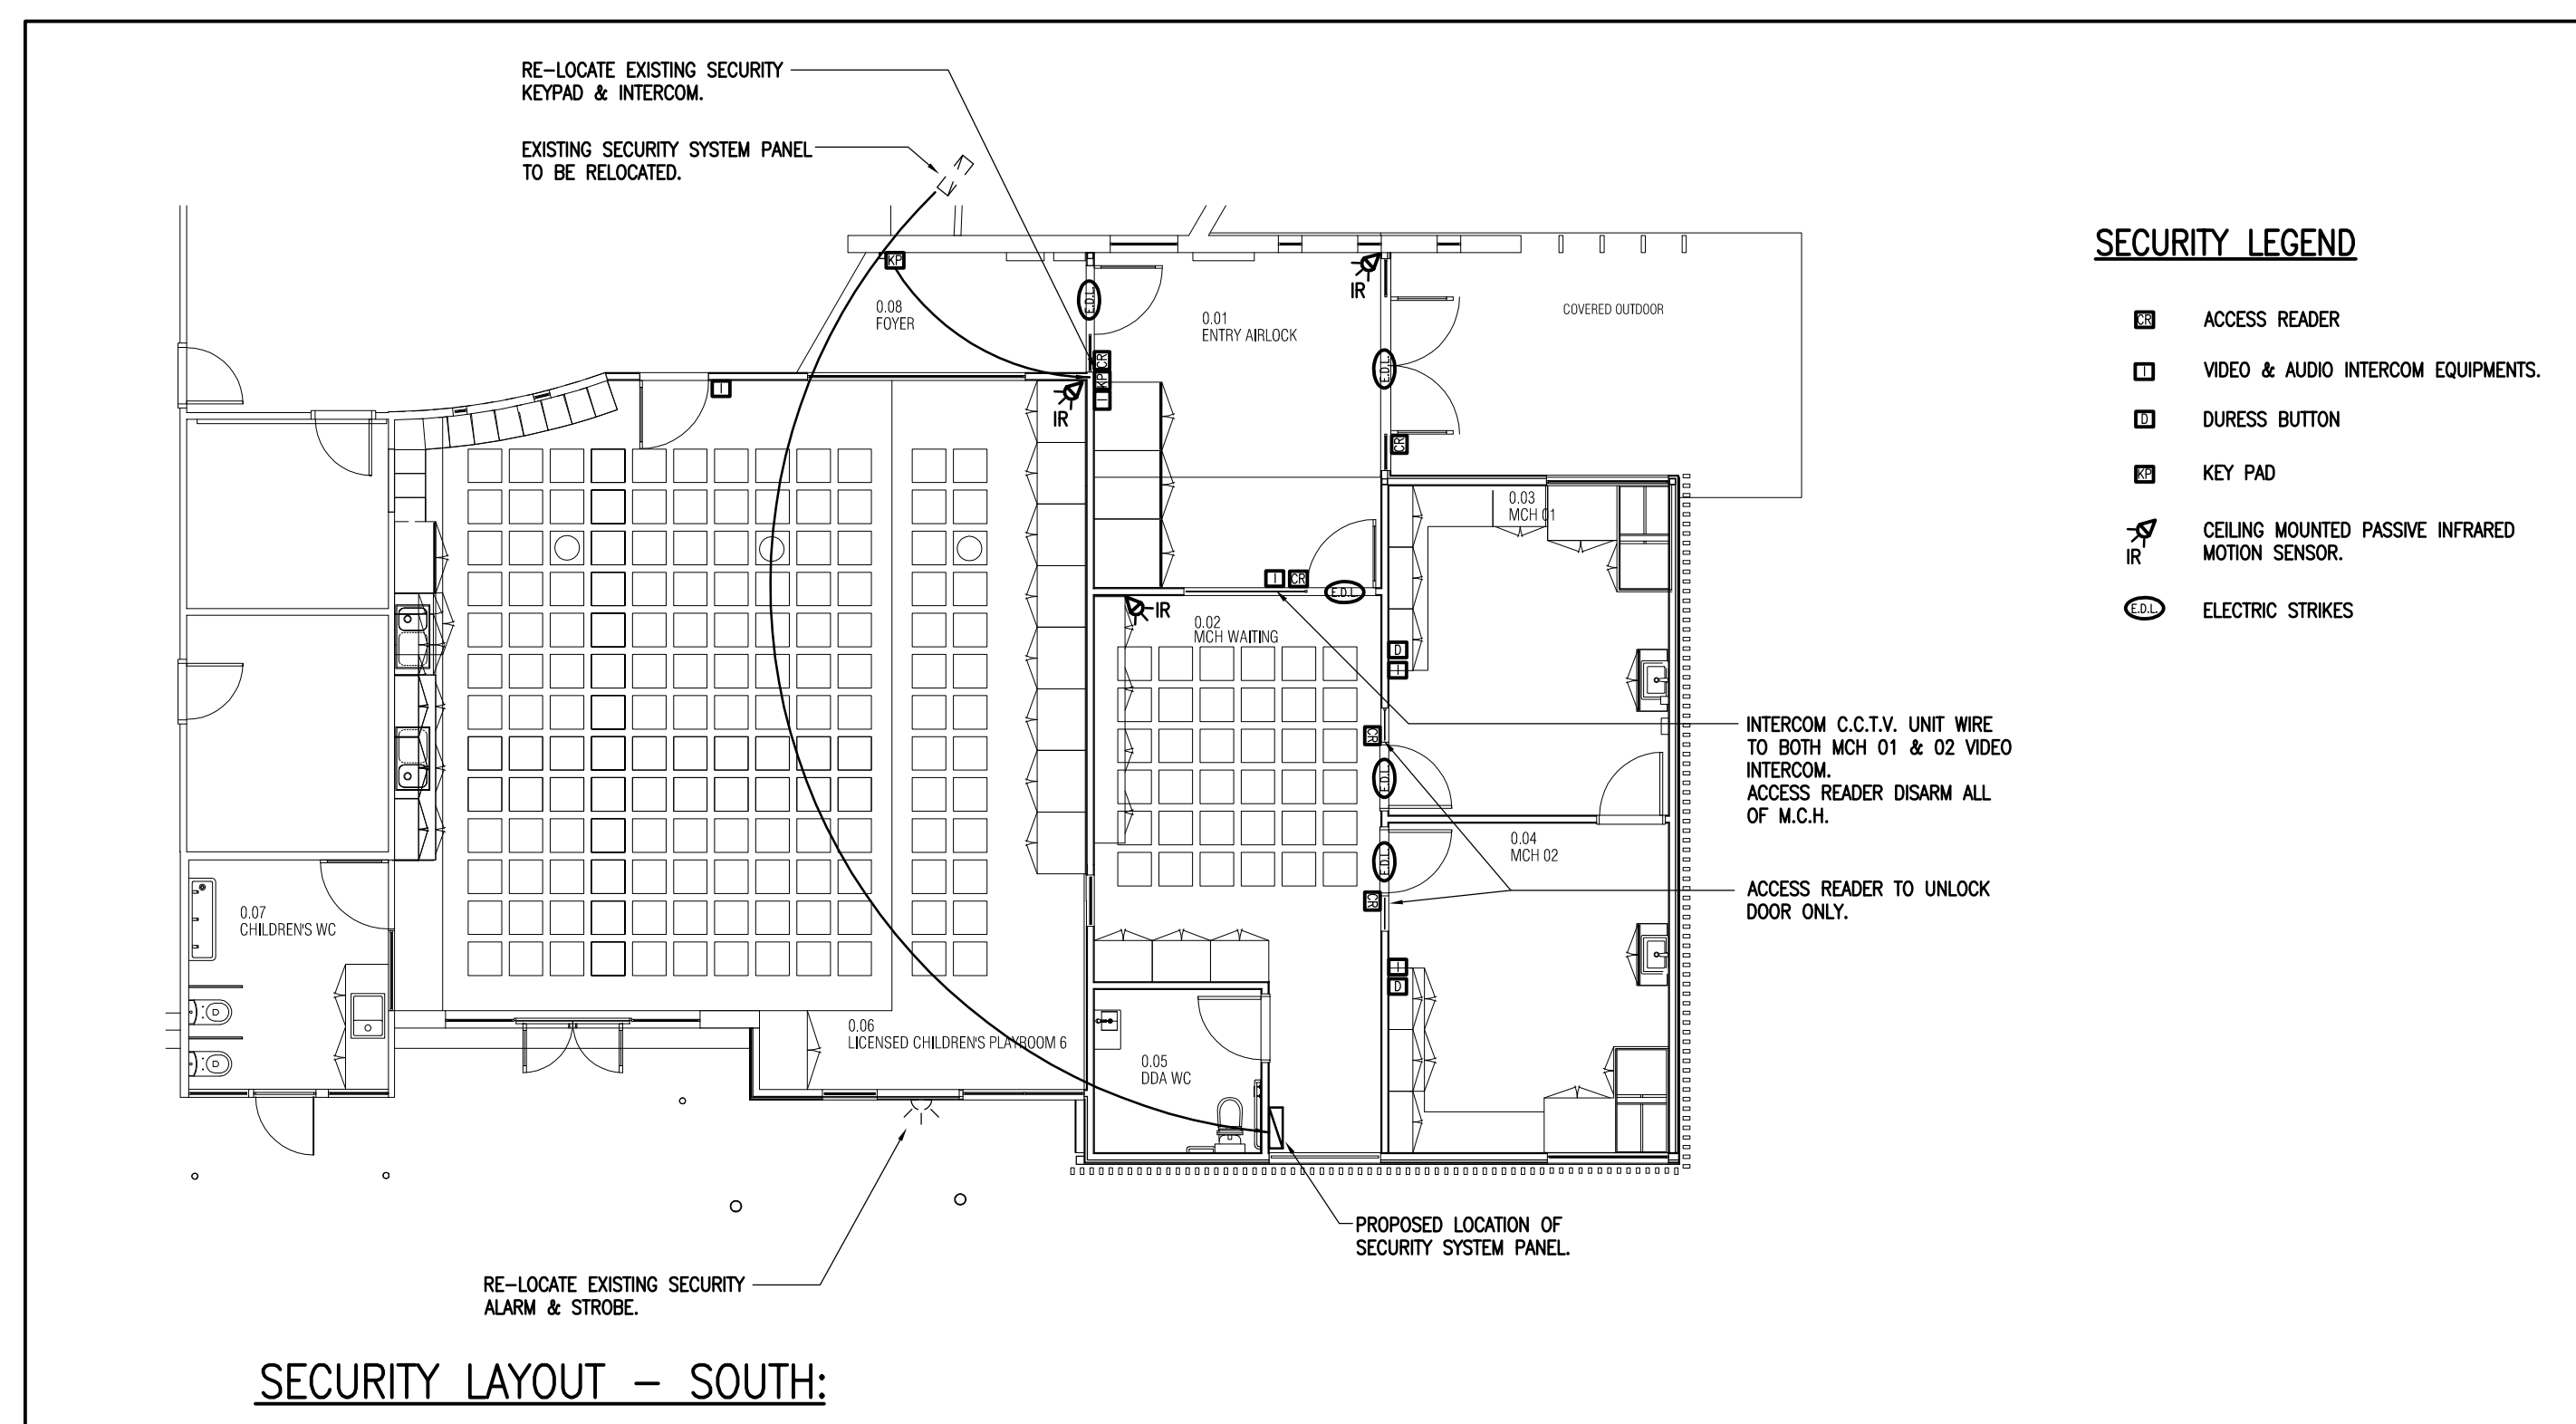 RE-LOCATE EXISTING SECURITY
KEYPAD & INTERCOM.
EXISTING SECURITY SYSTEM PANEL
TO BE RELOCATED.
SECURITY LEGEND
CR ACCESS READER
I VIDEO & AUDIO INTERCOM EQUIPMENTS.
D DURESS BUTTON
KP KEY PAD
IR CEILING MOUNTED PASSIVE INFRARED
MOTION SENSOR.
E.D.L. ELECTRIC STRIKES
KP
0.08
FOYER
E.D.L.
0.01
ENTRY AIRLOCK
IR
COVERED OUTDOOR
E.D.L.
CR
KP
I
IR
I
CR
0.03
MCH 01
I
CR
E.D.L.
IR
0.02
MCH WAITING
D
I
CR
E.D.L.
INTERCOM C.C.T.V. UNIT WIRE
TO BOTH MCH 01 & 02 VIDEO
INTERCOM.
ACCESS READER DISARM ALL
OF M.C.H.
0.04
MCH 02
E.D.L.
CR
ACCESS READER TO UNLOCK
DOOR ONLY.
I
D
0.07
CHILDREN'S WC
D
D
0.06
LICENSED CHILDREN'S PLAYROOM 6
0.05
DDA WC
PROPOSED LOCATION OF
SECURITY SYSTEM PANEL.
RE-LOCATE EXISTING SECURITY
ALARM & STROBE.
SECURITY LAYOUT – SOUTH: